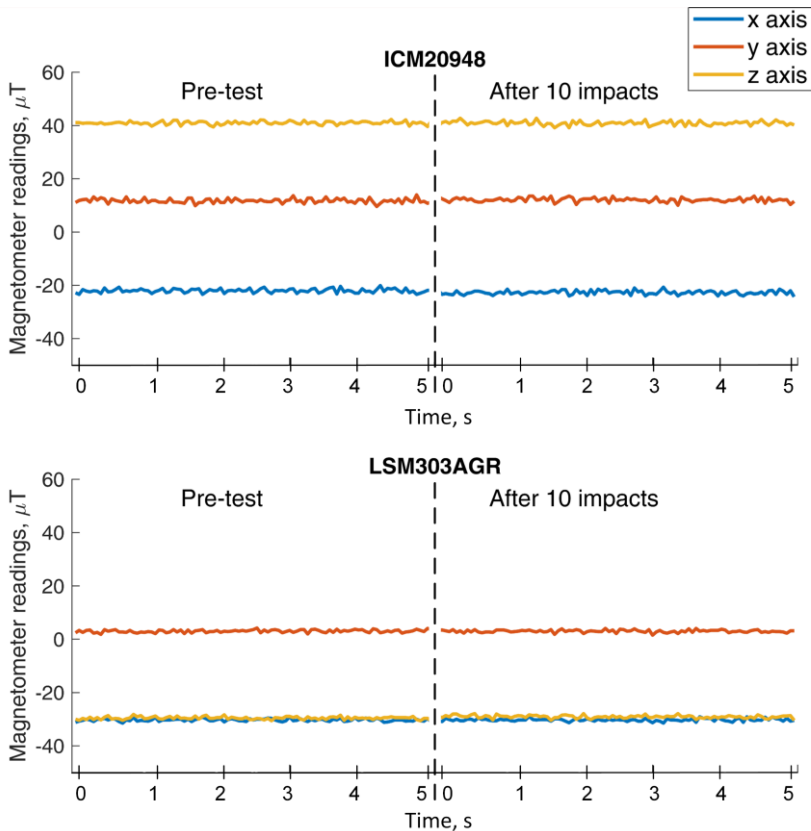 x axis
y axis
z axis
ICM20948
Pre-test
After 10 impacts
Magnetometer readings, μT
60
40
20
0
-20
-40
0 1 2 3 4 5 0 1 2 3 4 5
Time, s
LSM303AGR
Pre-test
After 10 impacts
Magnetometer readings, μT
60
40
20
0
-20
-40
0 1 2 3 4 5 0 1 2 3 4 5
Time, s